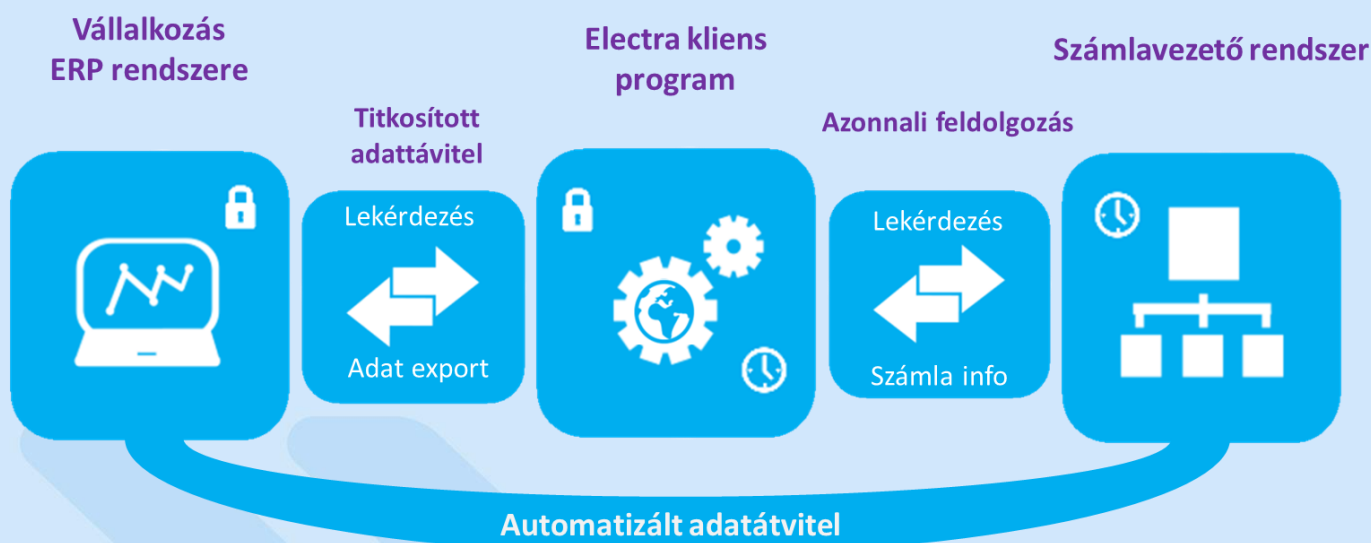 Vállalkozás
ERP rendszere
Titkosított
adattávitel
Electra kliens
program
Azonnali feldolgozás
Számlavezető rendszer
Lekérdezés
Adat export
Lekérdezés
Számla info
Automatizált adatátvitel